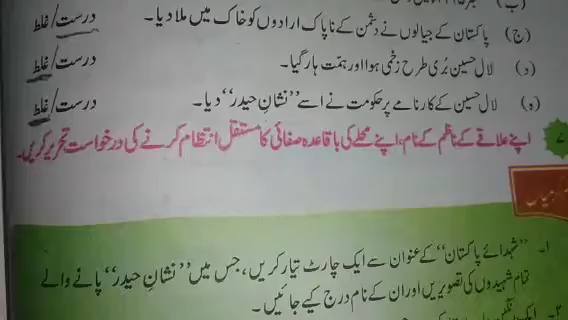 (ج) پاکستان کے جیالوں نے دشمن کے ناپاک ارادوں کو خاک میں ملا دیا۔ درست/غلط
(د) لال حسین بُری طرح زخمی ہوا اور ہمّت ہار گیا۔ درست/غلط
(ہ) لال حسین کے کارنامے پر حکومت نے اسے ”نشانِ حیدر“ دیا۔ درست/غلط
۷ اپنے علاقے کے ناظم کے نام، اپنے محلے کی باقاعدہ صفائی کا مستقل انتظام کرنے کی درخواست تحریر کریں۔
۱۔ ”شہدائے پاکستان“ کے عنوان سے ایک چارٹ تیار کریں، جس میں ”نشانِ حیدر“ پانے والے
تمام شہیدوں کی تصویریں اور ان کے نام درج کیے جائیں۔